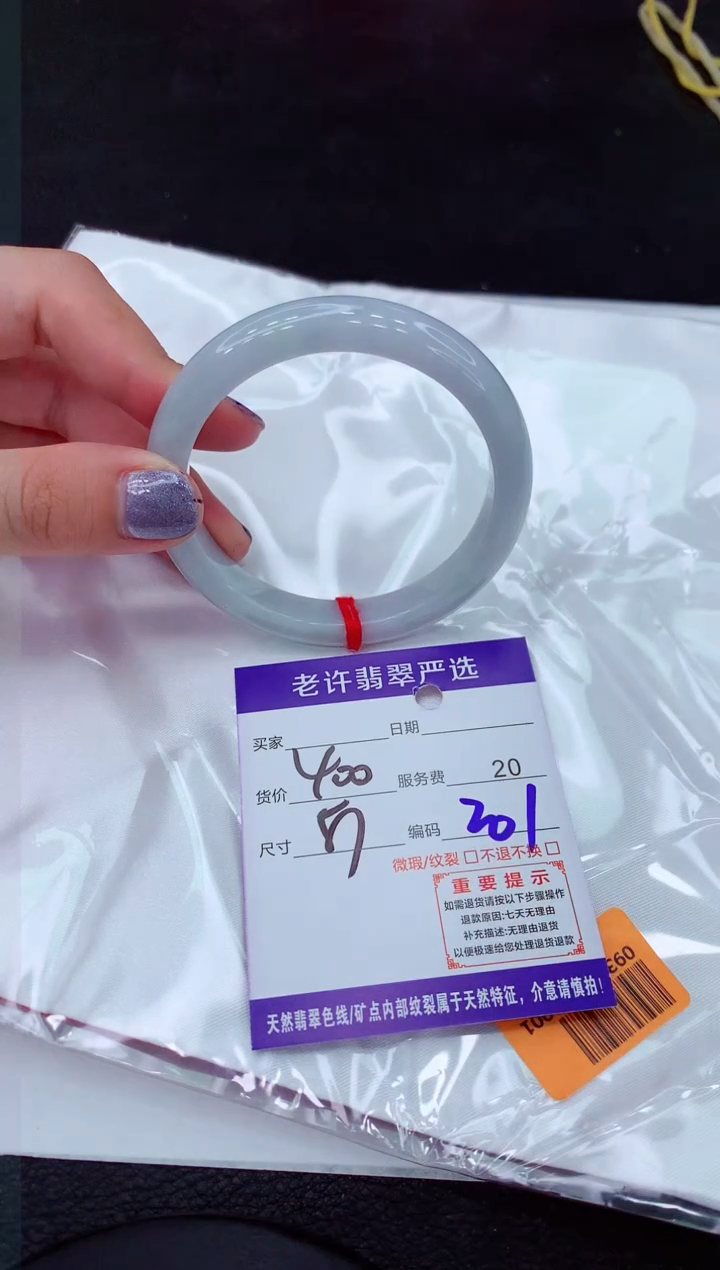 老许翡翠严选
买家 日期
货价 400 服务费 20
尺寸 编码 201
微瑕/纹裂 □ 不退不换 □
重要提示
如需退货请按以下步骤操作
退款原因:七天无理由
补充描述:无理由退货
以便极速给您处理退货退款
天然翡翠色线/矿点内部纹裂属于天然特征，介意请慎拍!